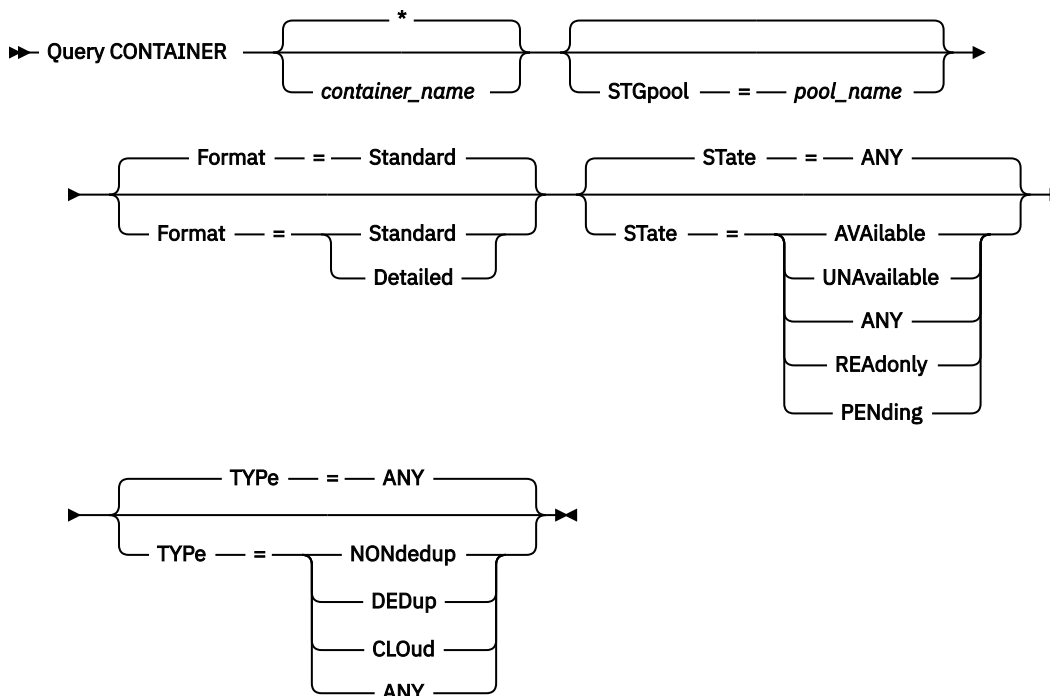 *
Query CONTAINER
container_name
STGpool = pool_name
Format = Standard
STate = ANY
Format = Standard
STate = AVAilable
Detailed
UNAvailable
ANY
REAdonly
PENding
TYPe = ANY
TYPe = NONdedup
DEDup
CLOud
ANY